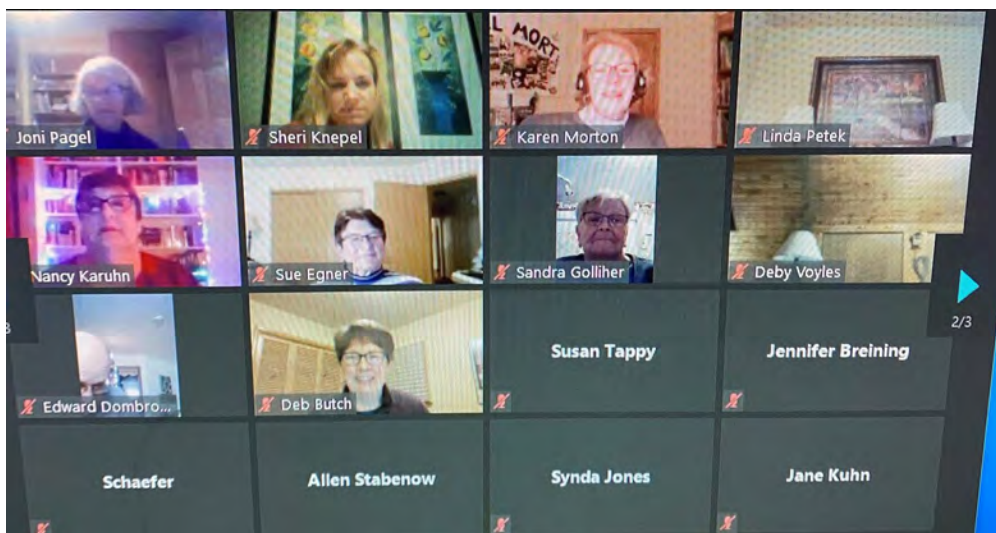 L MORT
Joni Pagel
Sheri Knepel
Karen Morton
Linda Petek
Nancy Karuhn
Sue Egner
Sandra Golliher
Deby Voyles
3
2/3
Edward Dombro...
Deb Butch
Susan Tappy
Jennifer Breining
Schaefer
Allen Stabenow
Synda Jones
Jane Kuhn